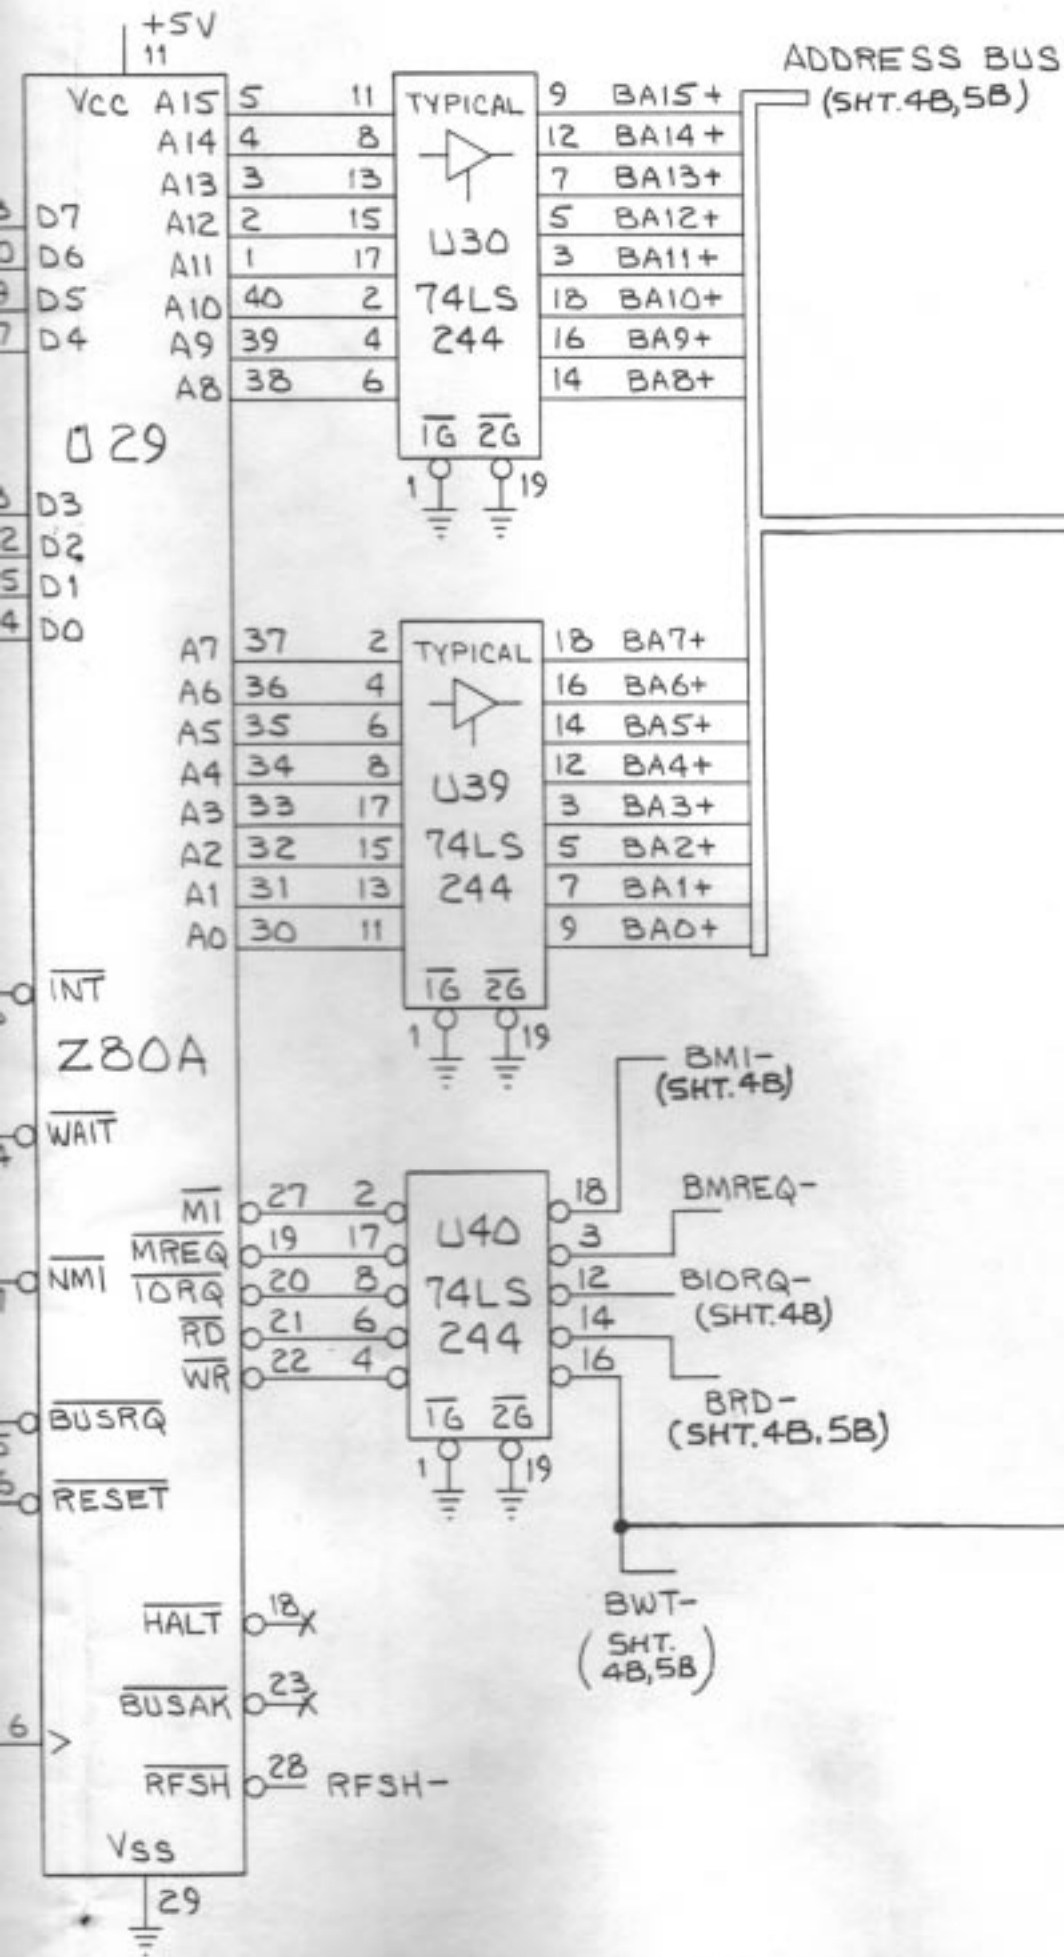 +5V
11
ADDRESS BUS
(SHT.4B,5B)
VCC A15 5 11 TYPICAL 9 BA15+
A14 4 8 12 BA14+
A13 3 13 7 BA13+
D7 A12 2 15 U30 5 BA12+
D6 A11 1 17 3 BA11+
D5 A10 40 2 74LS 18 BA10+
D4 A9 39 4 244 16 BA9+
A8 38 6 14 BA8+
U29 1G 2G
1 19
D3
2 D2
5 D1
4 D0
A7 37 2 TYPICAL 18 BA7+
A6 36 4 16 BA6+
A5 35 6 14 BA5+
A4 34 8 U39 12 BA4+
A3 33 17 3 BA3+
A2 32 15 74LS 5 BA2+
A1 31 13 244 7 BA1+
A0 30 11 9 BA0+
INT 1G 2G
1 19
Z80A
BM1-
(SHT.4B)
WAIT
M1 27 2 18 BMREQ-
MREQ 19 17 U40 3
NMI IORQ 20 8 74LS 12 BIORQ-
(SHT.4B)
RD 21 6 244 14
WR 22 4 16
BRD-
(SHT.4B.5B)
BUSRQ 1G 2G
1 19
RESET
HALT 18 X
BWT-
(SHT.
4B,5B)
BUSAK 23 X
6 >
RFSH 28 RFSH-
VSS
29